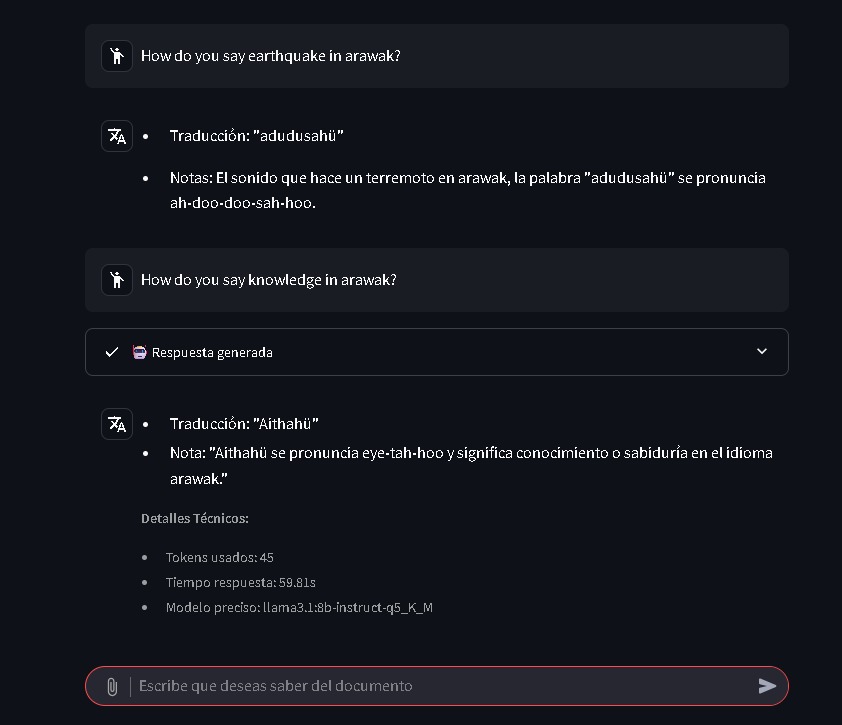 How do you say earthquake in arawak?
• Traducción: "adudusahü"
• Notas: El sonido que hace un terremoto en arawak, la palabra "adudusahü" se pronuncia
ah-doo-doo-sah-hoo.
How do you say knowledge in arawak?
Respuesta generada
• Traducción: "Aithahü"
• Nota: "Aithahü se pronuncia eye-tah-hoo y significa conocimiento o sabiduría en el idioma
arawak."
Detalles Técnicos:
• Tokens usados: 45
• Tiempo respuesta: 59.81s
• Modelo preciso: llama3.1:8b-instruct-q5_K_M
Escribe que deseas saber del documento